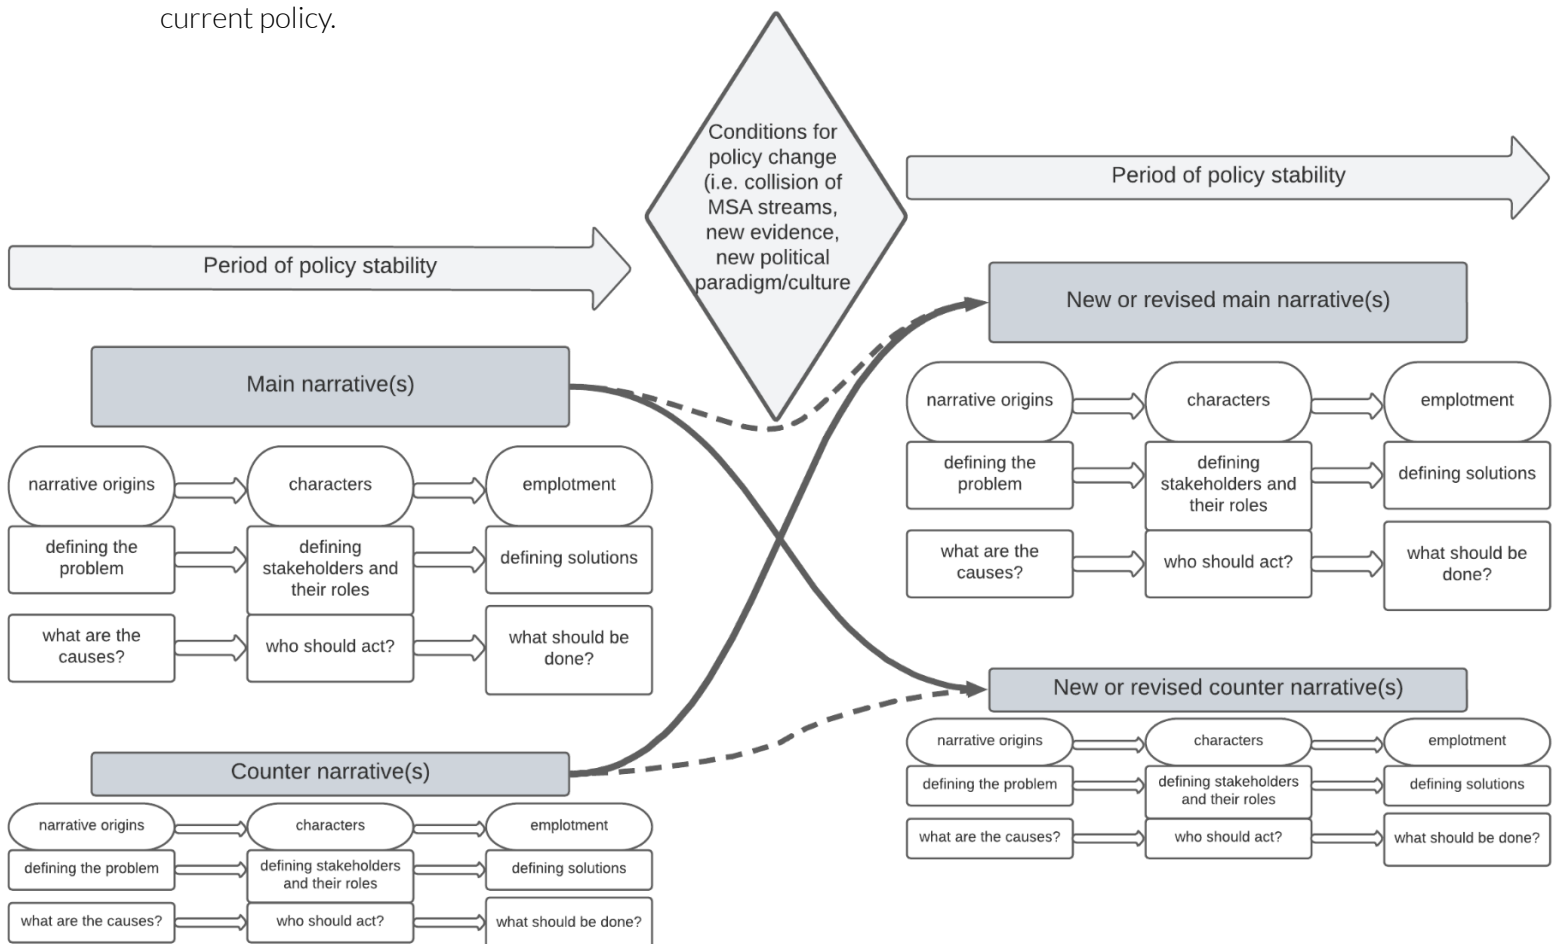 current policy.
Conditions for
policy change
(i.e. collision of
MSA streams,
new evidence,
new political
paradigm/culture
Period of policy stability
Period of policy stability
Main narrative(s)
narrative origins
characters
emplotment
defining the
problem
defining
stakeholders and
their roles
defining solutions
what are the
causes?
who should act?
what should be
done?
Counter narrative(s)
narrative origins
characters
emplotment
defining the problem
defining stakeholders
and their roles
defining solutions
what are the causes?
who should act?
what should be done?
New or revised main narrative(s)
narrative origins
characters
emplotment
defining the
problem
defining
stakeholders and
their roles
defining solutions
what are the
causes?
who should act?
what should be
done?
New or revised counter narrative(s)
narrative origins
characters
emplotment
defining the problem
defining stakeholders
and their roles
defining solutions
what are the causes?
who should act?
what should be done?